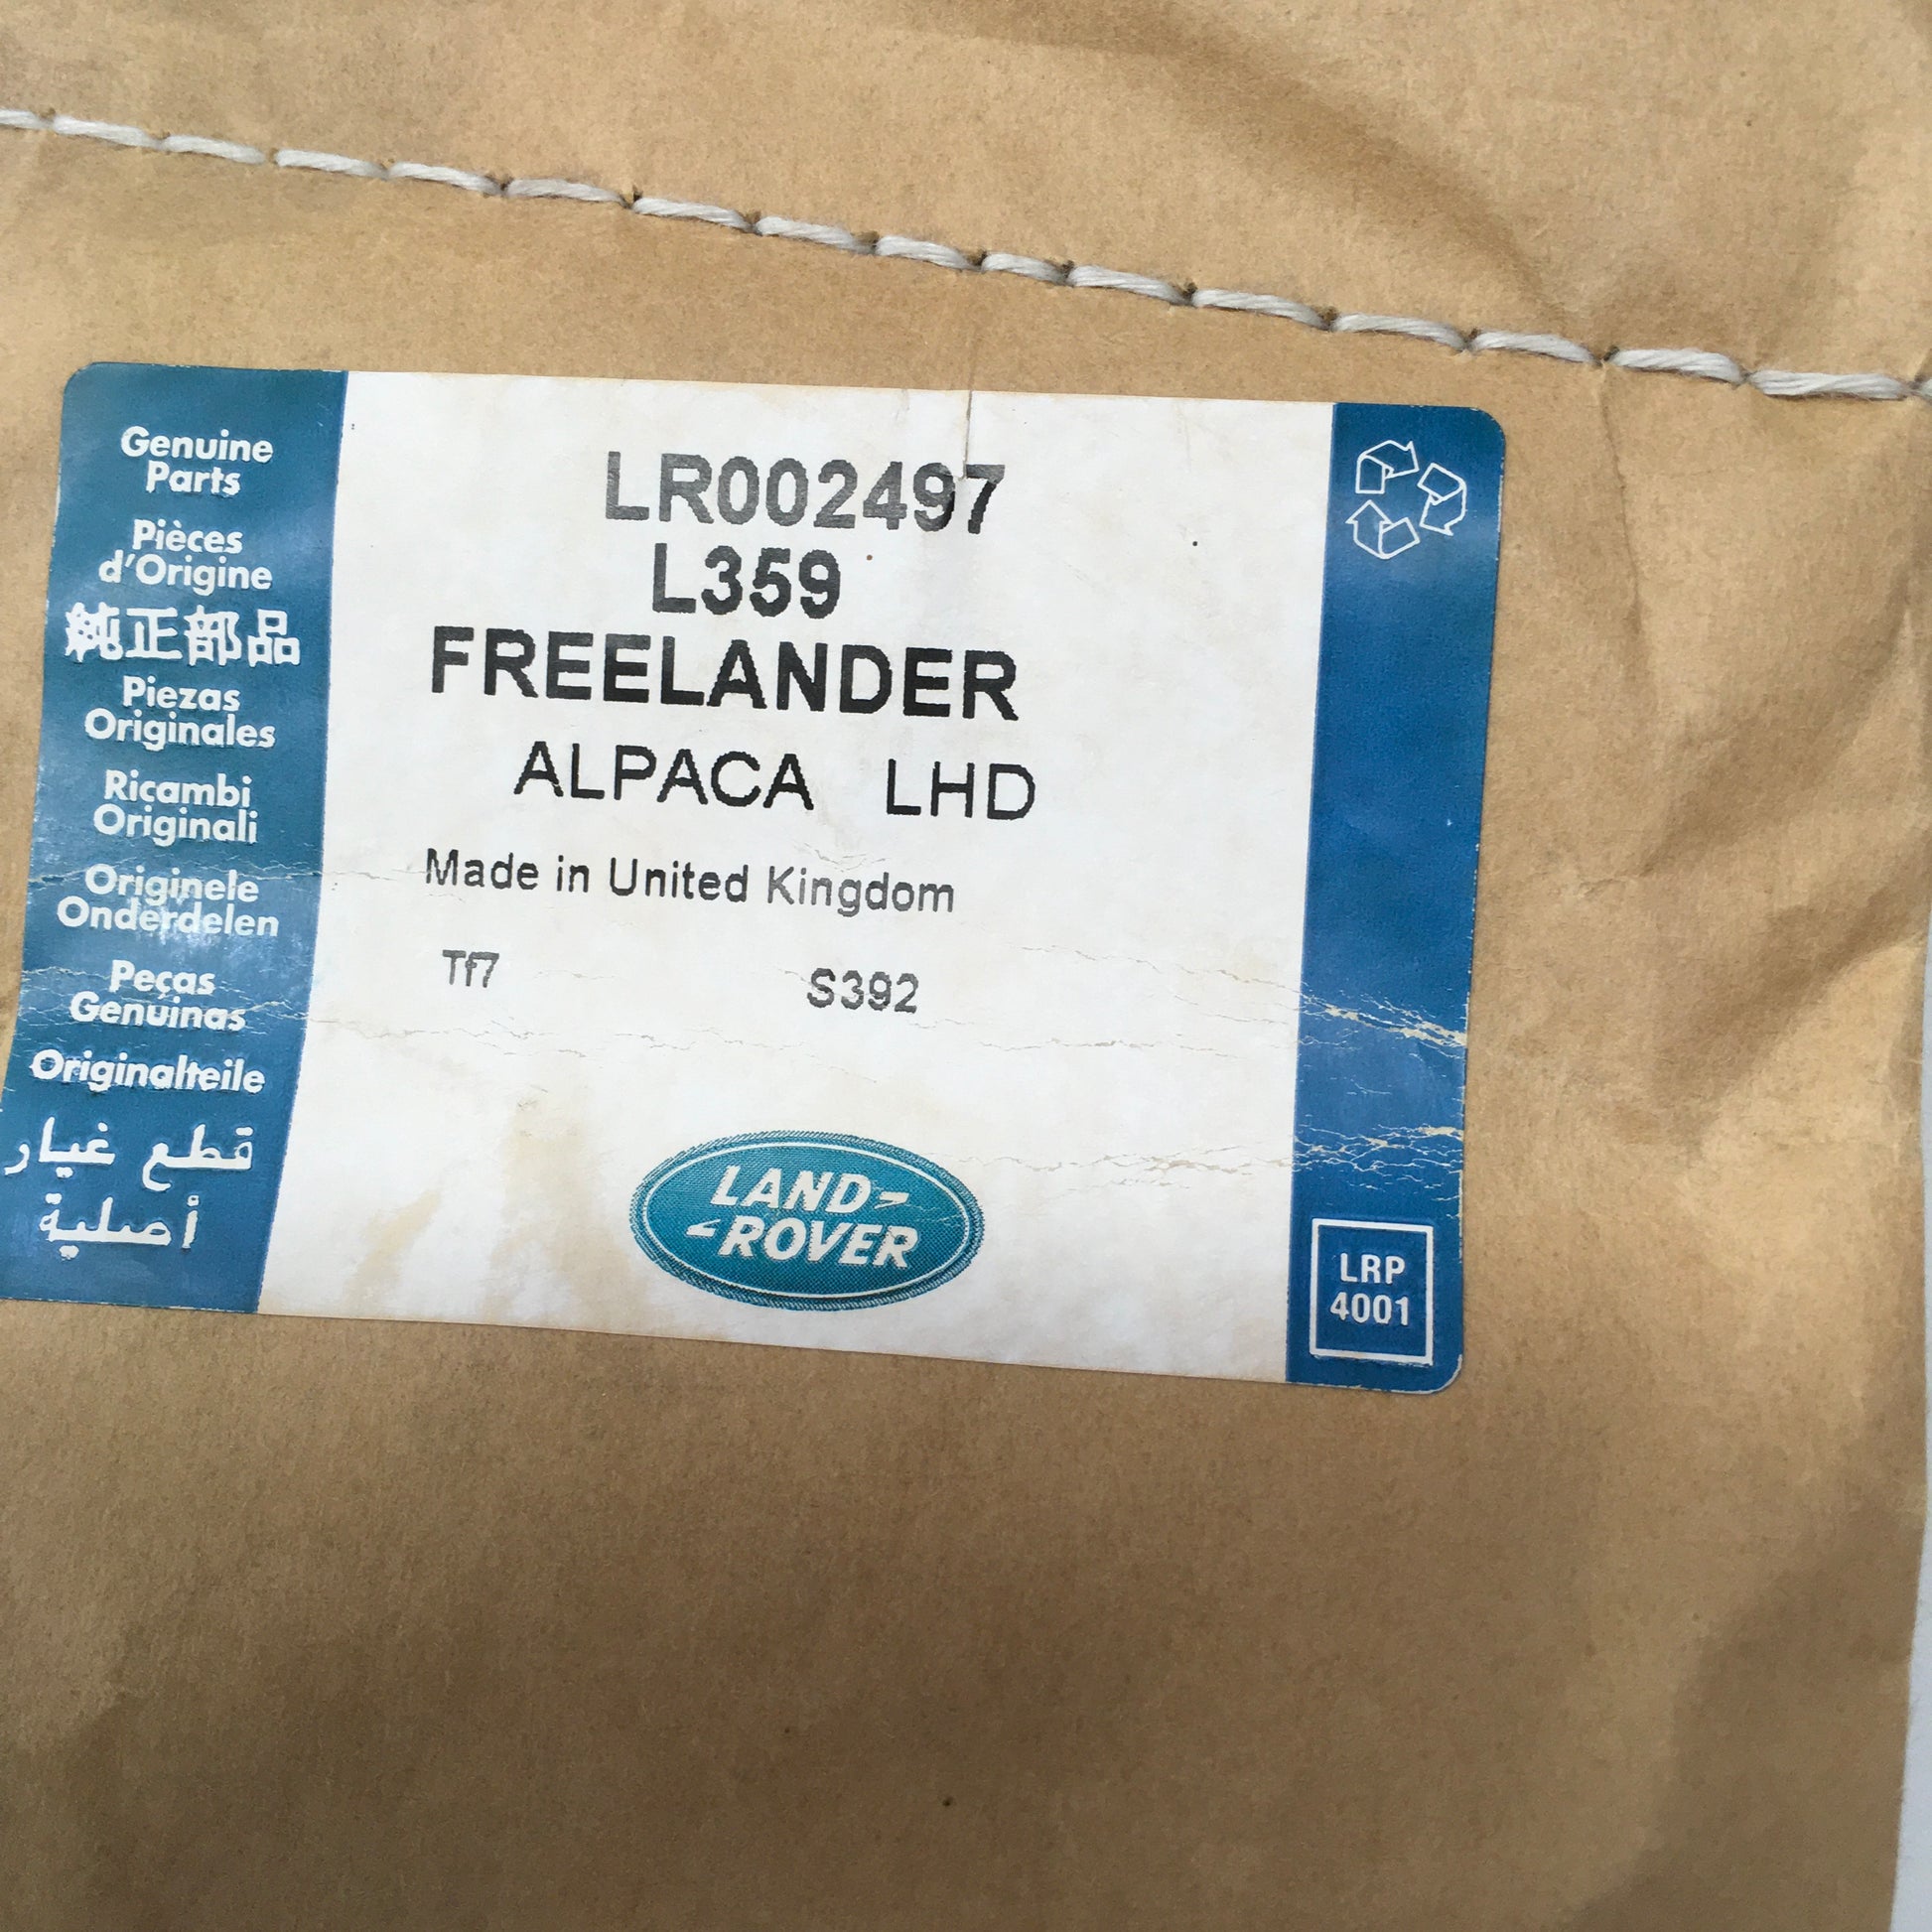 Genuine
Parts
Pièces
d'Origine
純正部品
Piezas
Originales
Ricambi
Originali
Originele
Onderdelen
Peças
Genuinas
Originalteile
قطع غيار
أصلية
LR002497
L359
FREELANDER
ALPACA LHD
Made in United Kingdom
Tf7 S392
LAND-
-ROVER
LRP
4001